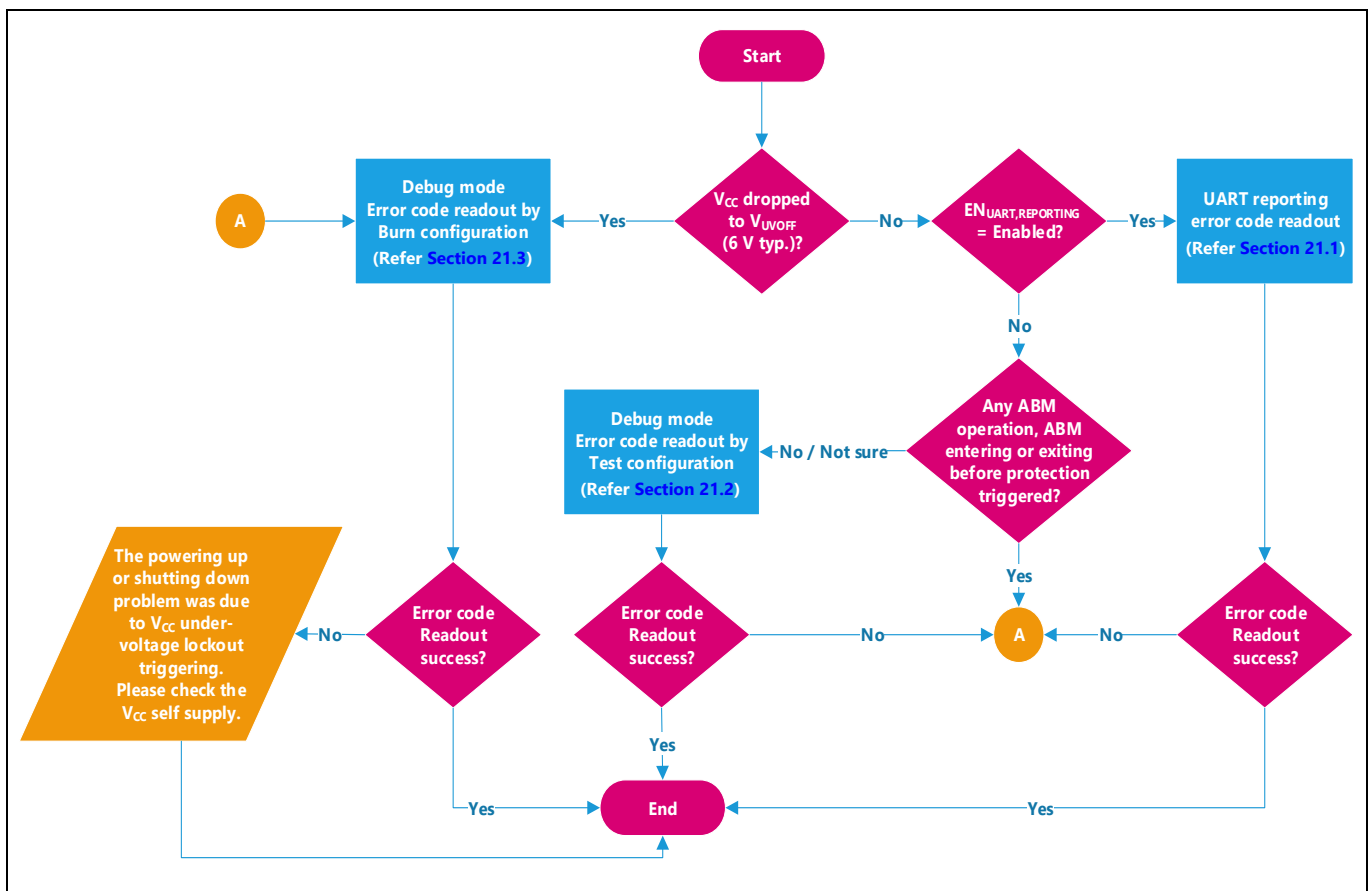 Start
A
Debug mode
Error code readout by
Burn configuration
(Refer Section 21.3)
Yes
VCC dropped
to VUVOFF
(6 V typ.)?
No
ENUART,REPORTING
= Enabled?
Yes
UART reporting
error code readout
(Refer Section 21.1)
No
Debug mode
Error code readout by
Test configuration
(Refer Section 21.2)
No / Not sure
Any ABM
operation, ABM
entering or exiting
before protection
triggered?
Yes
The powering up
or shutting down
problem was due
to VCC under-
voltage lockout
triggering.
Please check the
VCC self supply.
No
Error code
Readout
success?
Error code
Readout
success?
No
A
No
Error code
Readout
success?
Yes
Yes
End
Yes